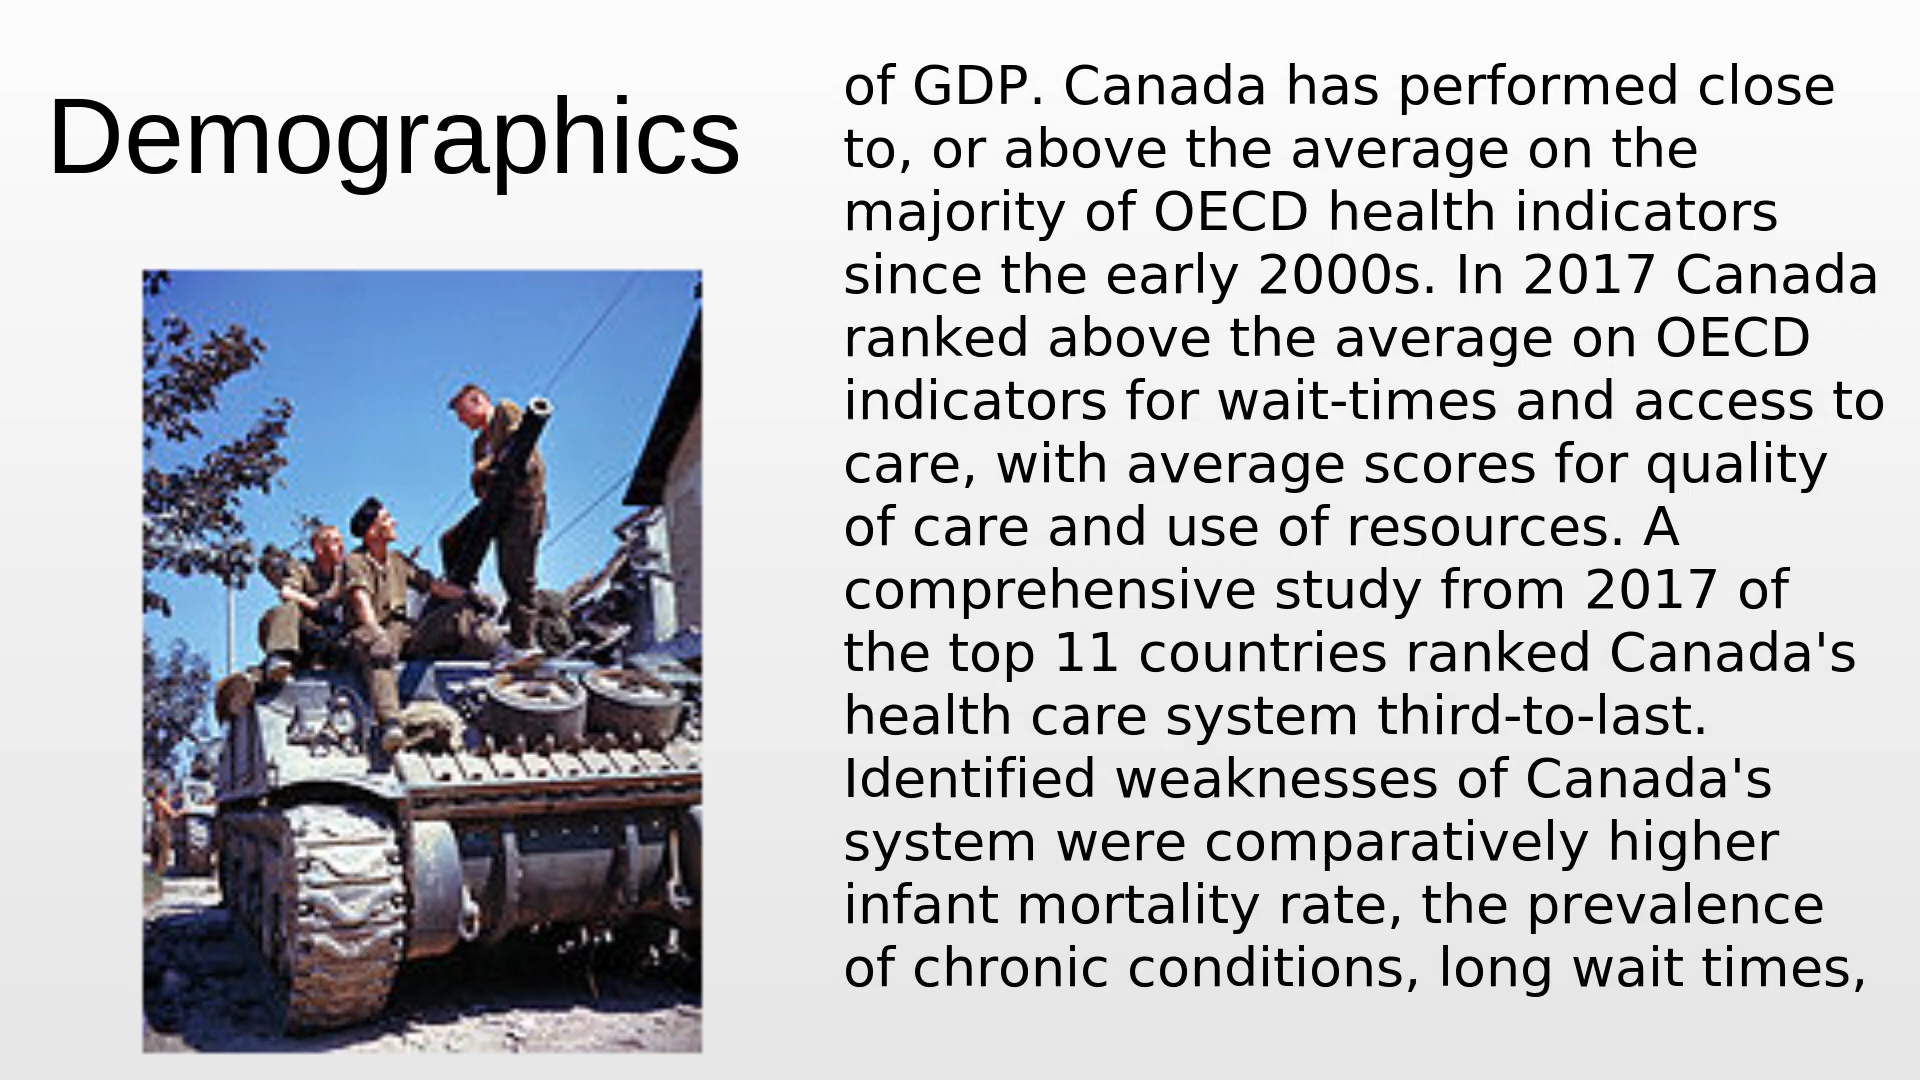 Demographics
of GDP. Canada has performed close
to, or above the average on the
majority of OECD health indicators
since the early 2000s. In 2017 Canada
ranked above the average on OECD
indicators for wait-times and access to
care, with average scores for quality
of care and use of resources. A
comprehensive study from 2017 of
the top 11 countries ranked Canada's
health care system third-to-last.
Identified weaknesses of Canada's
system were comparatively higher
infant mortality rate, the prevalence
of chronic conditions, long wait times,